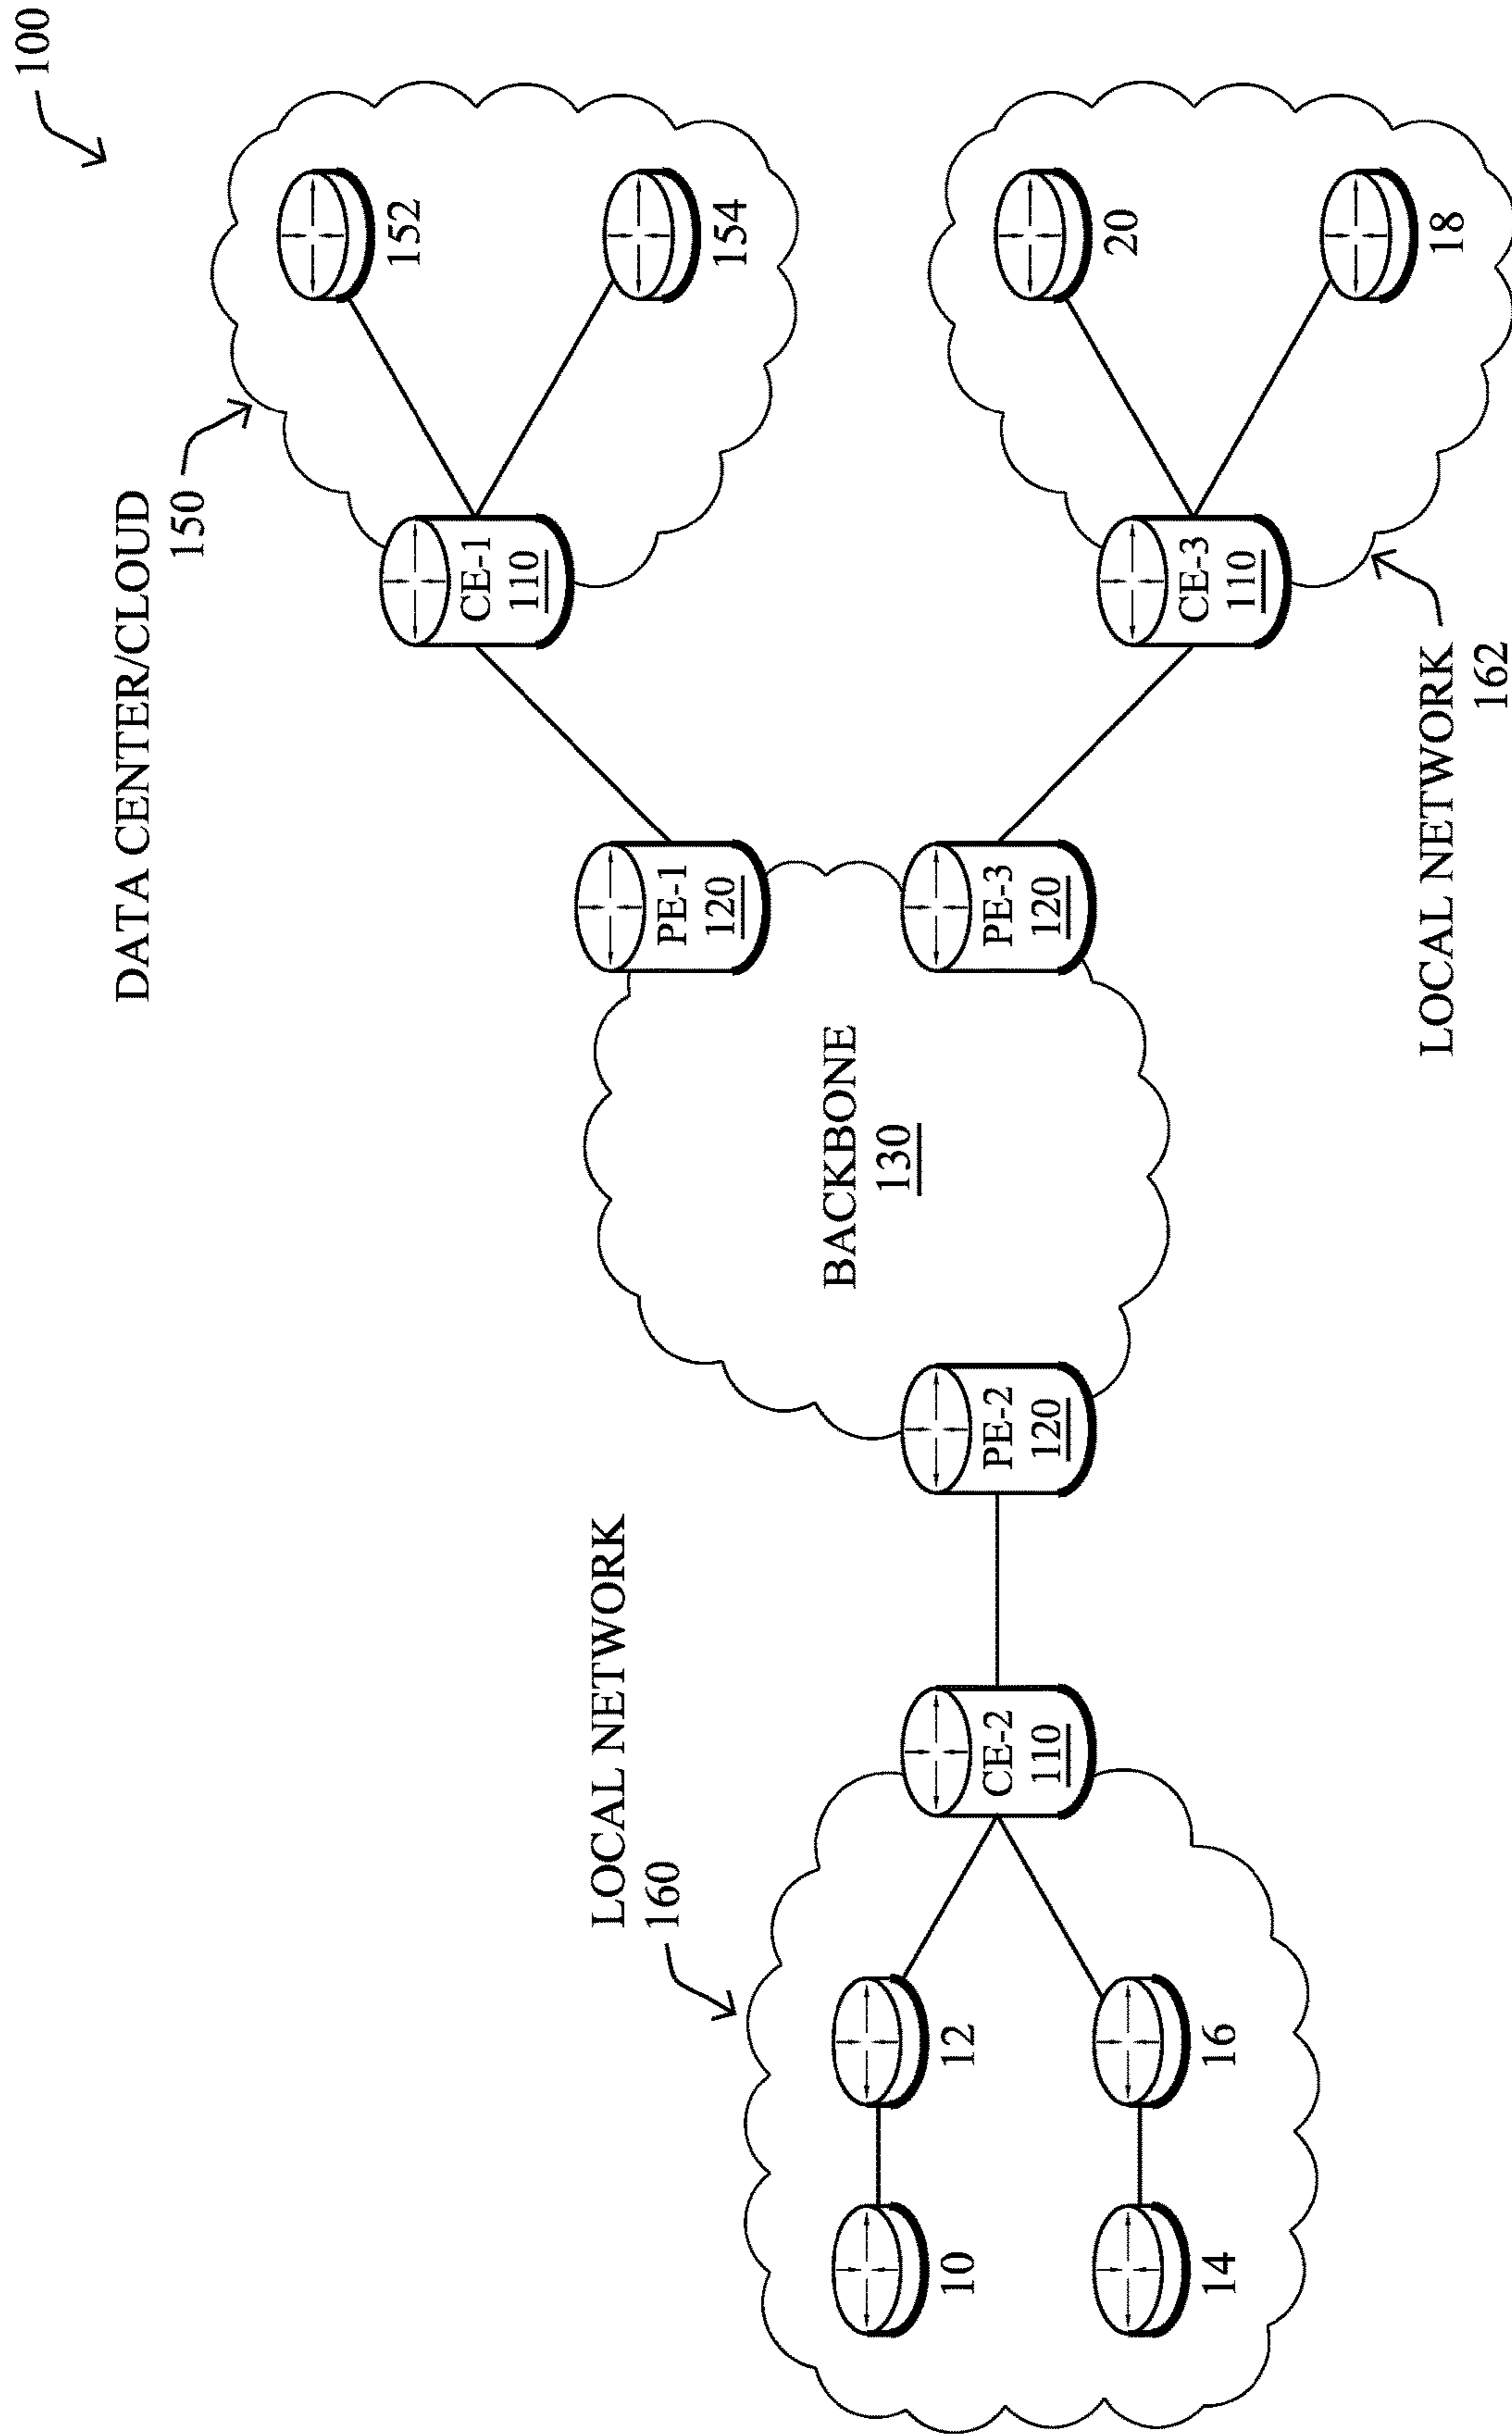 100
DATA CENTER/CLOUD
150
152
154
CE-1
110
PE-1
120
BACKBONE
130
PE-3
120
CE-3
110
20
18
LOCAL NETWORK
162
LOCAL NETWORK
160
PE-2
120
CE-2
110
12
10
16
14